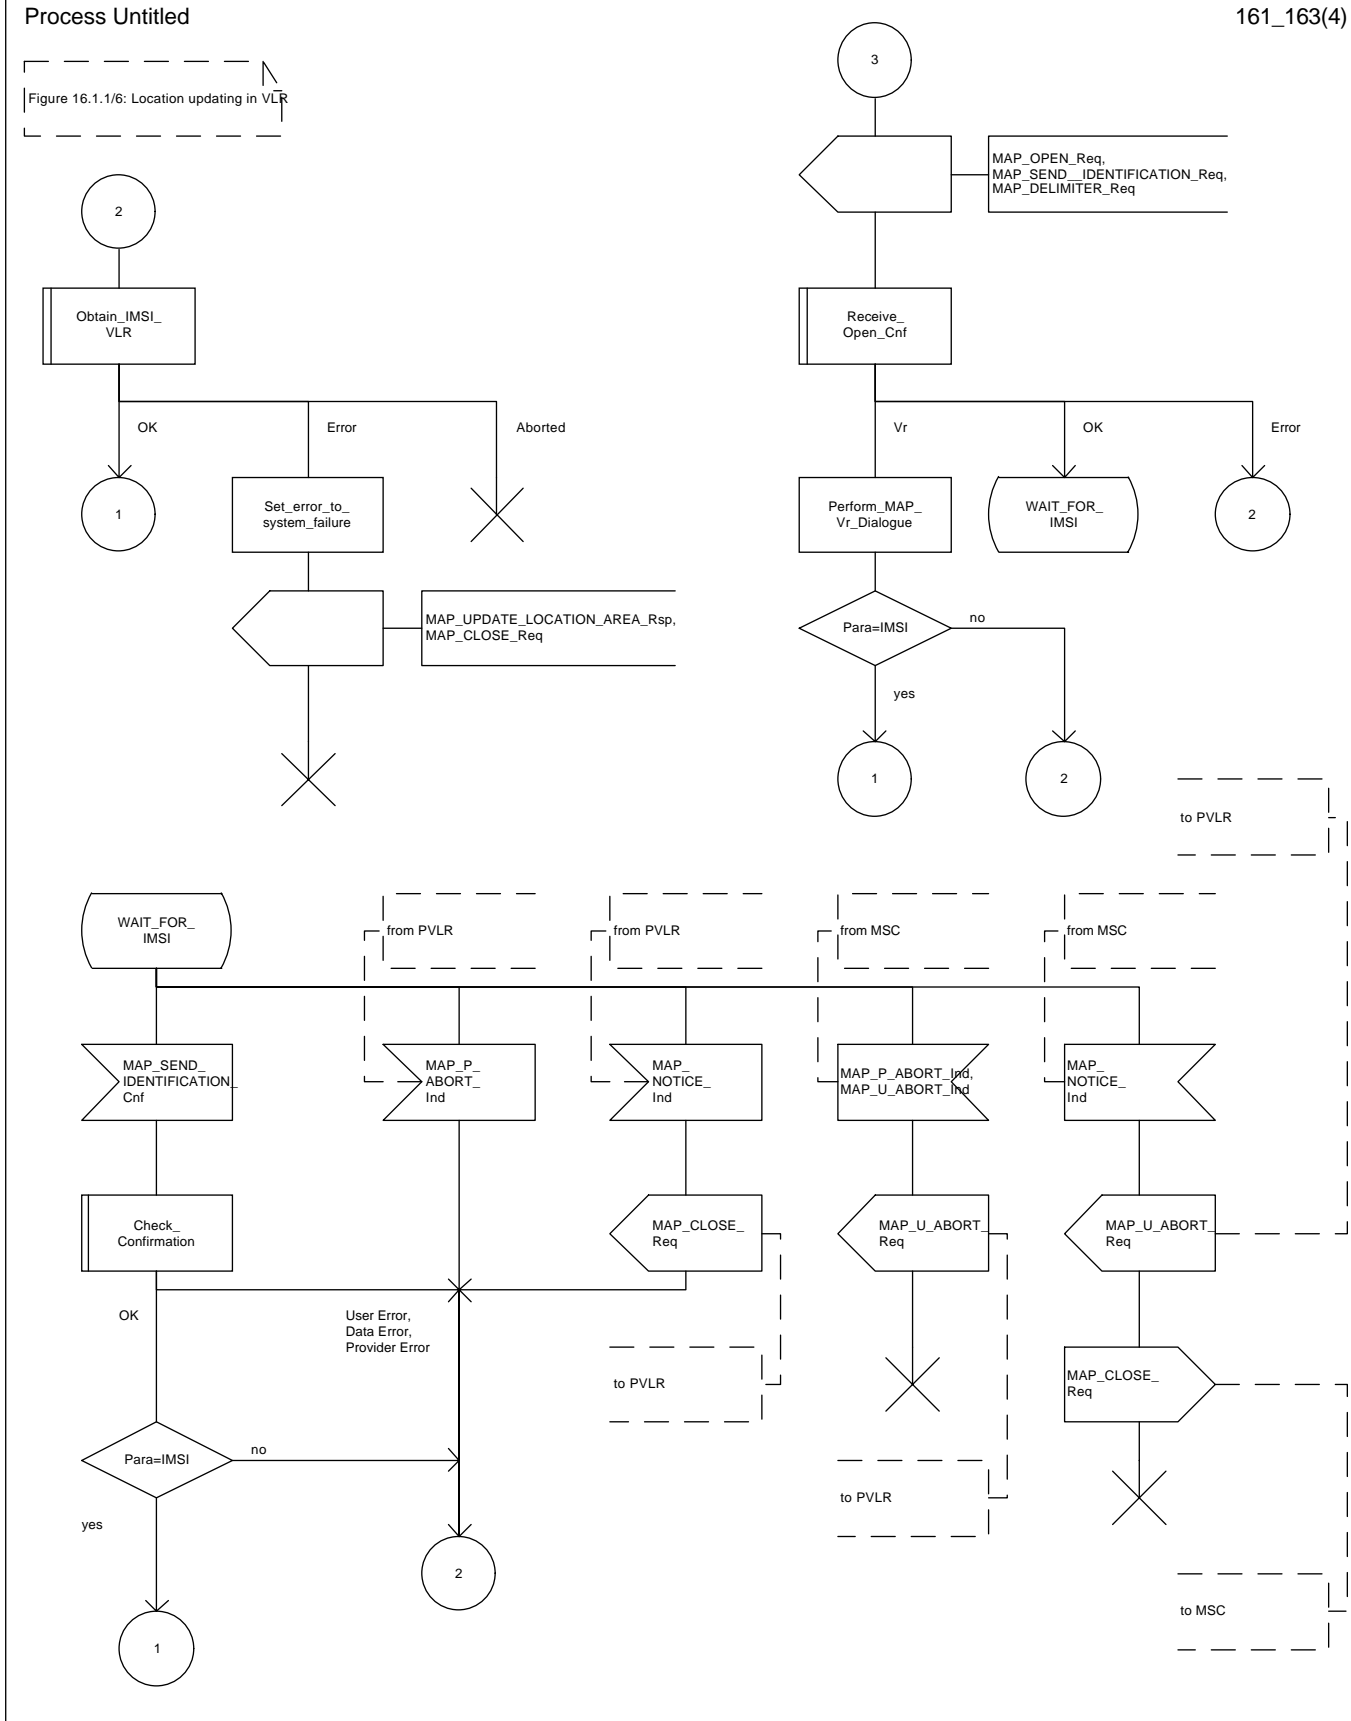 Process Untitled
161_163(4)
Figure 16.1.1/6: Location updating in VLR
3
MAP_OPEN_Req,
MAP_SEND__IDENTIFICATION_Req,
MAP_DELIMITER_Req
2
Obtain_IMSI_
VLR
Receive_
Open_Cnf
OK
Error
Aborted
Vr
OK
Error
1
Set_error_to_
system_failure
Perform_MAP_
Vr_Dialogue
WAIT_FOR_
IMSI
2
MAP_UPDATE_LOCATION_AREA_Rsp,
MAP_CLOSE_Req
Para=IMSI
no
yes
1
2
to PVLR
WAIT_FOR_
IMSI
from PVLR
from PVLR
from MSC
from MSC
MAP_SEND_
IDENTIFICATION_
Cnf
MAP_P_
ABORT_
Ind
MAP_
NOTICE_
Ind
MAP_P_ABORT_Ind,
MAP_U_ABORT_Ind
MAP_
NOTICE_
Ind
Check_
Confirmation
MAP_CLOSE_
Req
MAP_U_ABORT_
Req
MAP_U_ABORT_
Req
OK
User Error,
Data Error,
Provider Error
to PVLR
MAP_CLOSE_
Req
Para=IMSI
no
to PVLR
yes
2
to MSC
1